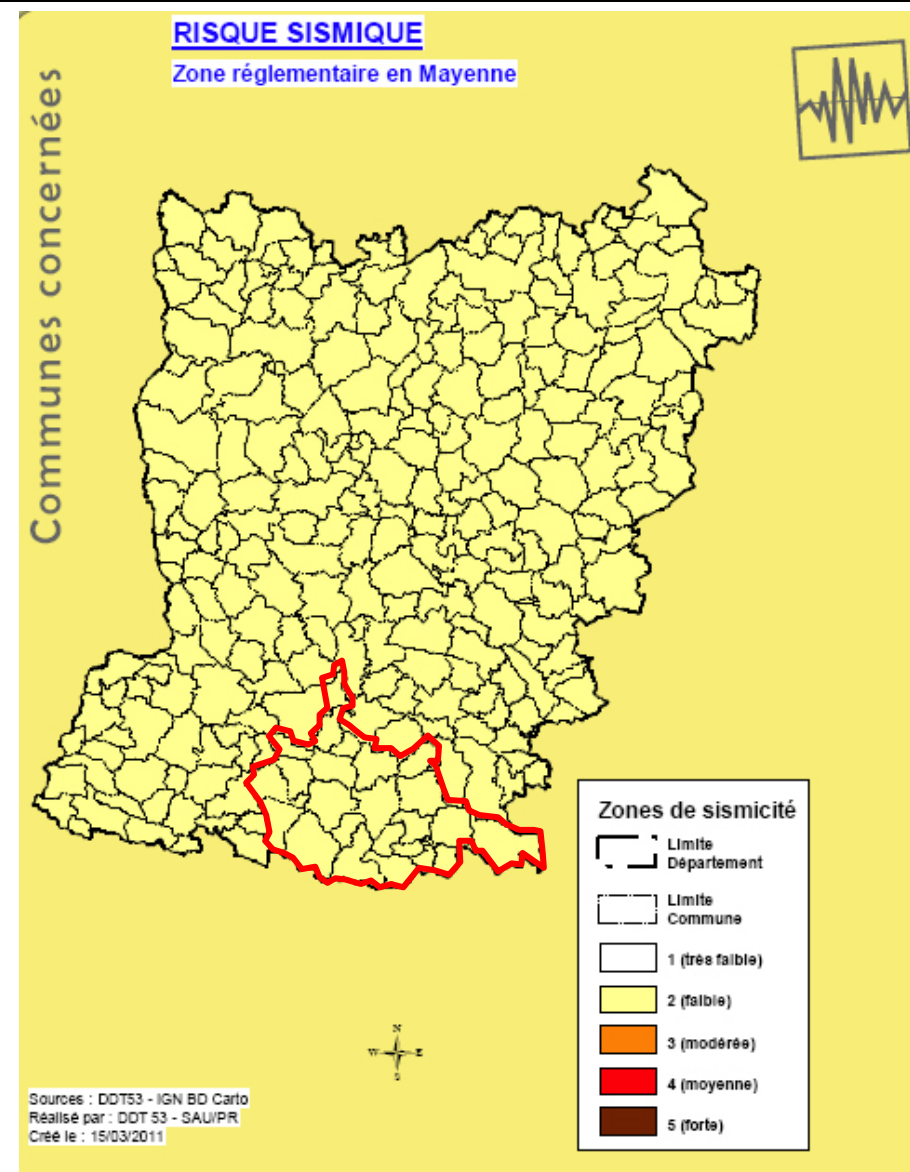 RISQUE SISMIQUE
Zone réglementaire en Mayenne
Communes concernées
Zones de sismicité
Limite
Département
Limite
Commune
1 (très faible)
2 (faible)
3 (modérée)
4 (moyenne)
5 (forte)
N
W E
S
Sources : DDT53 - IGN BD Carto
Réalisé par : DDT 53 - SAU/PR
Créé le : 15/03/2011